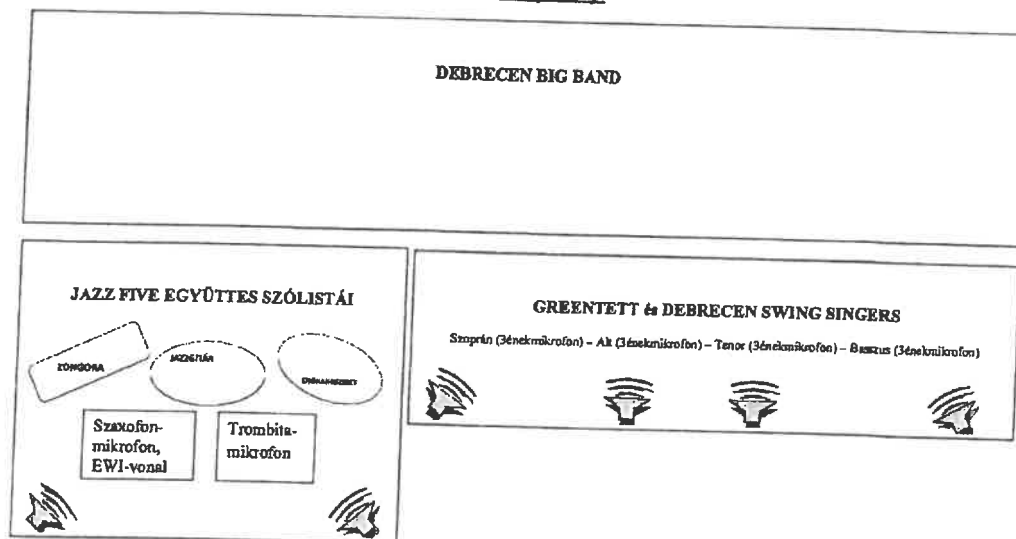 DEBRECEN BIG BAND
JAZZ FIVE EGYÜTTES SZÓLISTÁI
ZONGORA
JAZZGITÁR
Szaxofon-
mikrofon,
EWI-vonal
Trombita-
mikrofon
GREENTETT és DEBRECEN SWING SINGERS
Szoprán (3énekmikrofon) – Alt (3énekmikrofon) – Tenor (3énekmikrofon) – Basszus (3énekmikrofon)